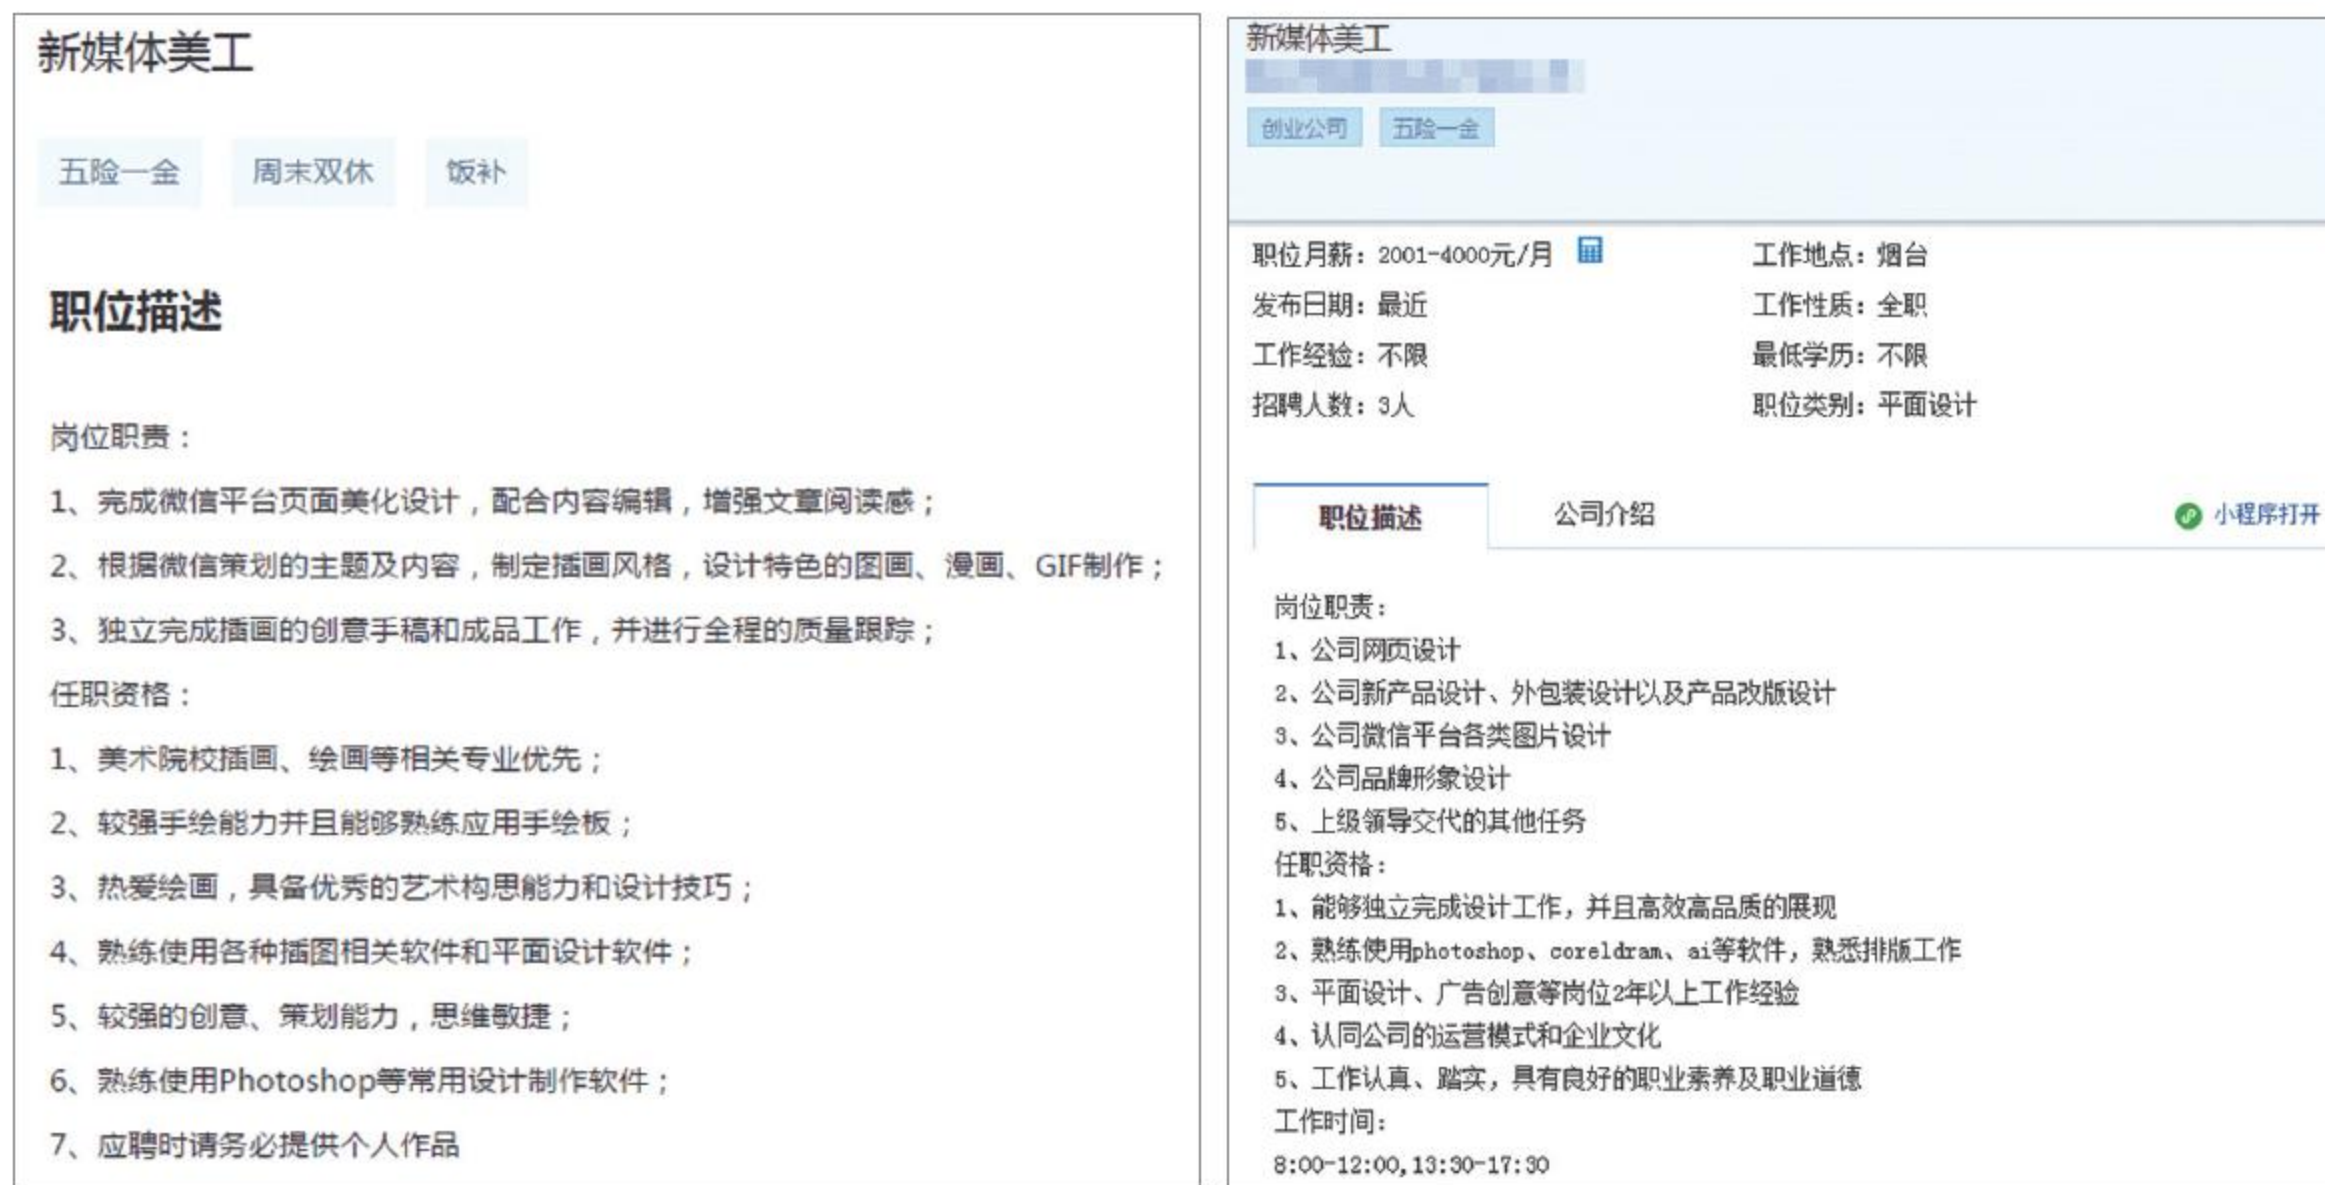 新媒体美工
五险一金 周末双休 饭补
职位描述
岗位职责：
1、完成微信平台页面美化设计，配合内容编辑，增强文章阅读感；
2、根据微信策划的主题及内容，制定插画风格，设计特色的图画、漫画、GIF制作；
3、独立完成插画的创意手稿和成品工作，并进行全程的质量跟踪；
任职资格：
1、美术院校插画、绘画等相关专业优先；
2、较强手绘能力并且能够熟练应用手绘板；
3、热爱绘画，具备优秀的艺术构思能力和设计技巧；
4、熟练使用各种插图相关软件和平面设计软件；
5、较强的创意、策划能力，思维敏捷；
6、熟练使用Photoshop等常用设计制作软件；
7、应聘时请务必提供个人作品
新媒体美工
创业公司 五险一金
职位月薪：2001-4000元/月 工作地点：烟台
发布日期：最近 工作性质：全职
工作经验：不限 最低学历：不限
招聘人数：3人 职位类别：平面设计
职位描述 公司介绍 小程序打开
岗位职责：
1、公司网页设计
2、公司新产品设计、外包装设计以及产品改版设计
3、公司微信平台各类图片设计
4、公司品牌形象设计
5、上级领导交代的其他任务
任职资格：
1、能够独立完成设计工作，并且高效高品质的展现
2、熟练使用photoshop、coreldram、ai等软件，熟悉排版工作
3、平面设计、广告创意等岗位2年以上工作经验
4、认同公司的运营模式和企业文化
5、工作认真、踏实，具有良好的职业素养及职业道德
工作时间：
8:00-12:00,13:30-17:30